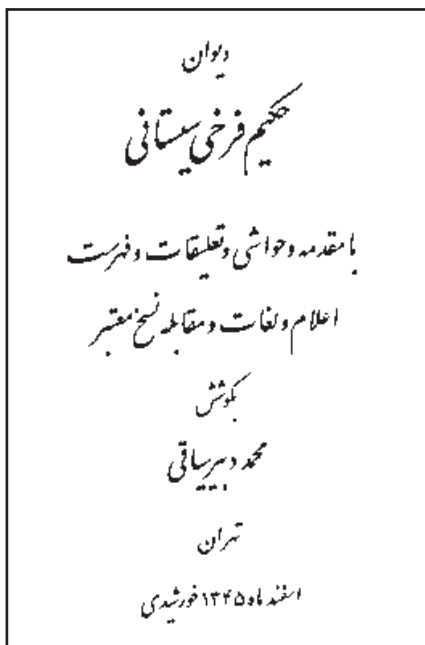 دیوان
حکیم فرخی سیستانی
با مقدمه و حواشی و تعلیقات و فهرست
اعلام و لغات و مقابله نسخ معتبر
بکوشش
محمد دبیرسیاقی
تهران
اسفند ماه ۱۳۴۵ خورشیدی